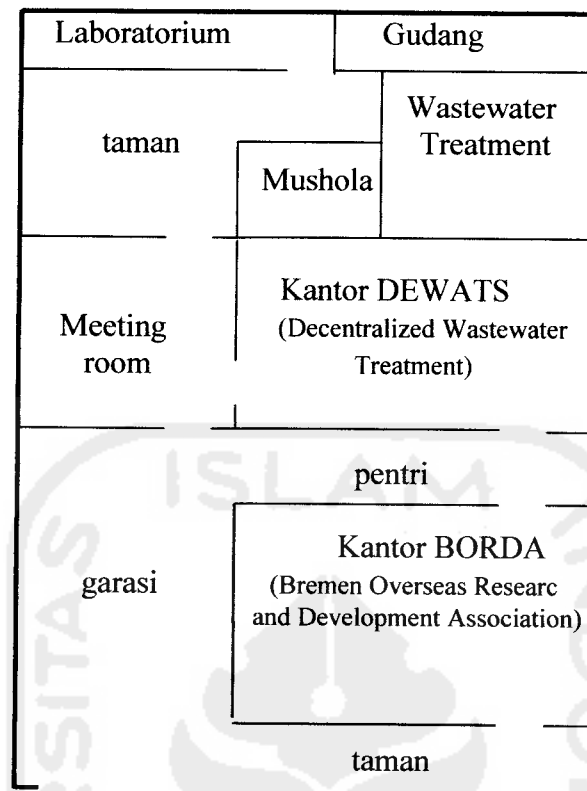 Laboratorium
Gudang
taman
Wastewater
Treatment
Mushola
Meeting
room
Kantor DEWATS
(Decentralized Wastewater
Treatment)
pentri
garasi
Kantor BORDA
(Bremen Overseas Researc
and Development Association)
taman
ISLAM